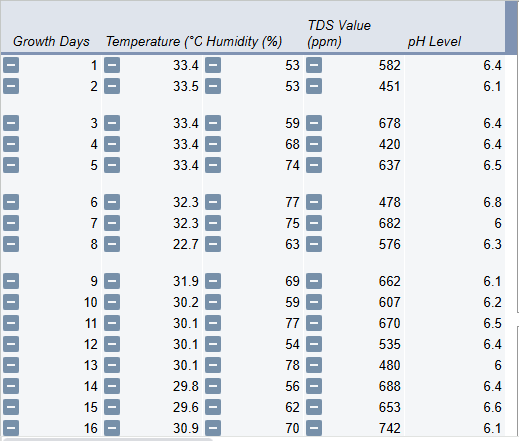 TDS Value
Growth Days Temperature (°C Humidity (%) (ppm) pH Level
1 33.4 53 582 6.4
2 33.5 53 451 6.1
3 33.4 59 678 6.4
4 33.4 68 420 6.4
5 33.4 74 637 6.5
6 32.3 77 478 6.8
7 32.3 75 682 6
8 22.7 63 576 6.3
9 31.9 69 662 6.1
10 30.2 59 607 6.2
11 30.1 77 670 6.5
12 30.1 54 535 6.4
13 30.1 78 480 6
14 29.8 56 688 6.4
15 29.6 62 653 6.6
16 30.9 70 742 6.1